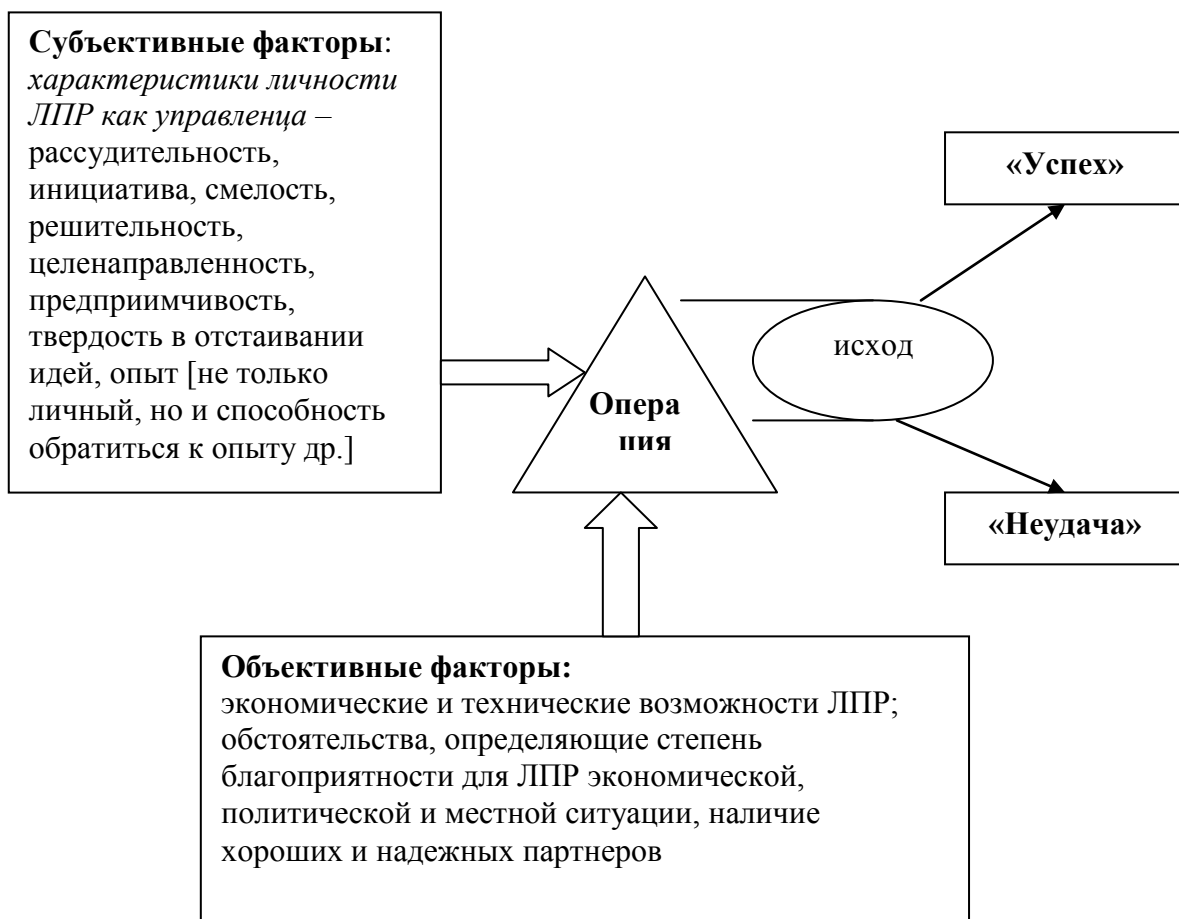 Субъективные факторы:
характеристики личности
ЛПР как управленца –
рассудительность,
инициатива, смелость,
решительность,
целенаправленность,
предприимчивость,
твердость в отстаивании
идей, опыт [не только
личный, но и способность
обратиться к опыту др.]
«Успех»
исход
Опера
ция
«Неудача»
Объективные факторы:
экономические и технические возможности ЛПР;
обстоятельства, определяющие степень
благоприятности для ЛПР экономической,
политической и местной ситуации, наличие
хороших и надежных партнеров